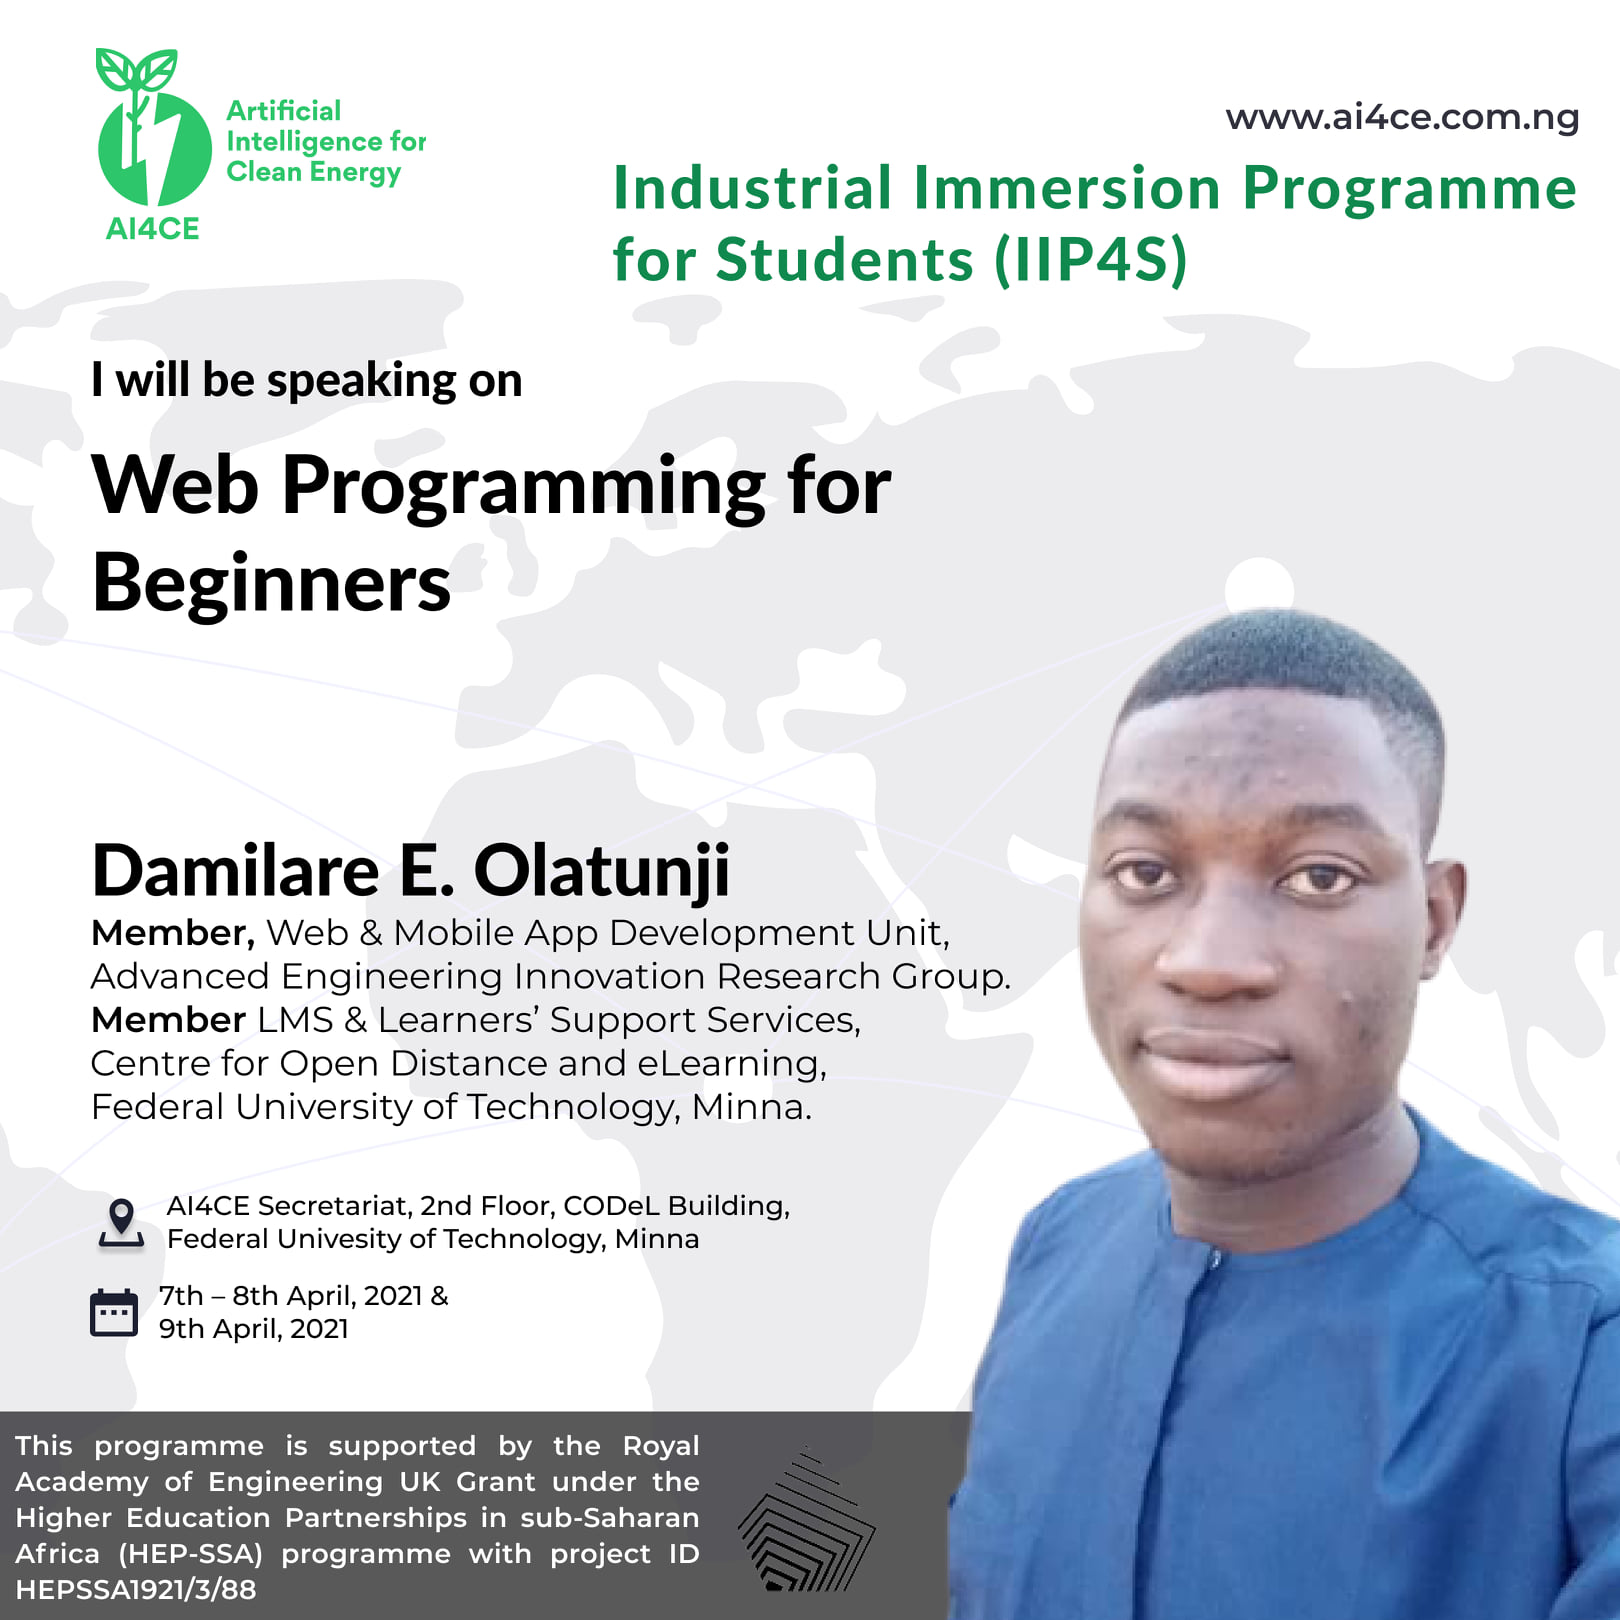 Artificial
Intelligence for
Clean Energy
AI4CE
www.ai4ce.com.ng
Industrial Immersion Programme
for Students (IIP4S)
I will be speaking on
Web Programming for
Beginners
Damilare E. Olatunji
Member, Web & Mobile App Development Unit,
Advanced Engineering Innovation Research Group.
Member LMS & Learners’ Support Services,
Centre for Open Distance and eLearning,
Federal University of Technology, Minna.
AI4CE Secretariat, 2nd Floor, CODeL Building,
Federal Univesity of Technology, Minna
7th – 8th April, 2021 &
9th April, 2021
This programme is supported by the Royal
Academy of Engineering UK Grant under the
Higher Education Partnerships in sub-Saharan
Africa (HEP-SSA) programme with project ID
HEPSSA1921/3/88